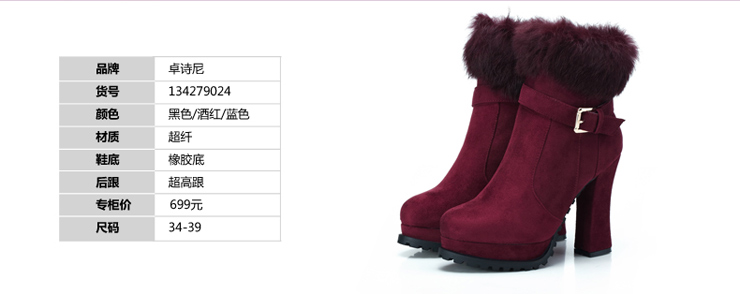 品牌 卓诗尼
货号 134279024
颜色 黑色/酒红/蓝色
材质 超纤
鞋底 橡胶底
后跟 超高跟
专柜价 699元
尺码 34-39